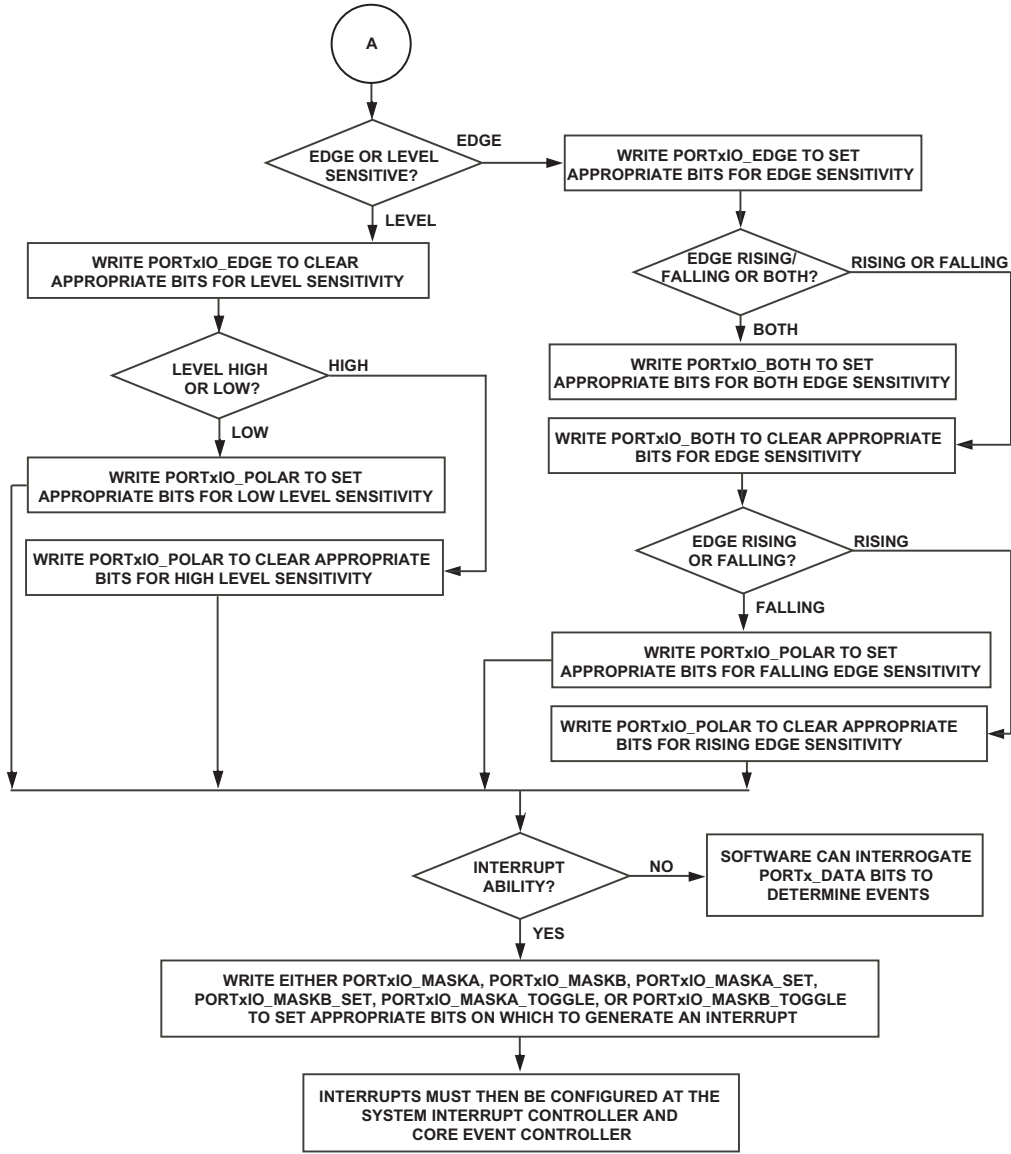 A
EDGE OR LEVEL
SENSITIVE?
EDGE
WRITE PORTxIO_EDGE TO SET
APPROPRIATE BITS FOR EDGE SENSITIVITY
LEVEL
WRITE PORTxIO_EDGE TO CLEAR
APPROPRIATE BITS FOR LEVEL SENSITIVITY
EDGE RISING/
FALLING OR BOTH?
RISING OR FALLING
BOTH
LEVEL HIGH
OR LOW?
HIGH
LOW
WRITE PORTxIO_BOTH TO SET
APPROPRIATE BITS FOR BOTH EDGE SENSITIVITY
WRITE PORTxIO_BOTH TO CLEAR APPROPRIATE
BITS FOR EDGE SENSITIVITY
WRITE PORTxIO_POLAR TO SET
APPROPRIATE BITS FOR LOW LEVEL SENSITIVITY
WRITE PORTxIO_POLAR TO CLEAR APPROPRIATE
BITS FOR HIGH LEVEL SENSITIVITY
EDGE RISING
OR FALLING?
RISING
FALLING
WRITE PORTxIO_POLAR TO SET
APPROPRIATE BITS FOR FALLING EDGE SENSITIVITY
WRITE PORTxIO_POLAR TO CLEAR APPROPRIATE
BITS FOR RISING EDGE SENSITIVITY
INTERRUPT
ABILITY?
NO
SOFTWARE CAN INTERROGATE
PORTx_DATA BITS TO
DETERMINE EVENTS
YES
WRITE EITHER PORTxIO_MASKA, PORTxIO_MASKB, PORTxIO_MASKA_SET,
PORTxIO_MASKB_SET, PORTxIO_MASKA_TOGGLE, OR PORTxIO_MASKB_TOGGLE
TO SET APPROPRIATE BITS ON WHICH TO GENERATE AN INTERRUPT
INTERRUPTS MUST THEN BE CONFIGURED AT THE
SYSTEM INTERRUPT CONTROLLER AND
CORE EVENT CONTROLLER